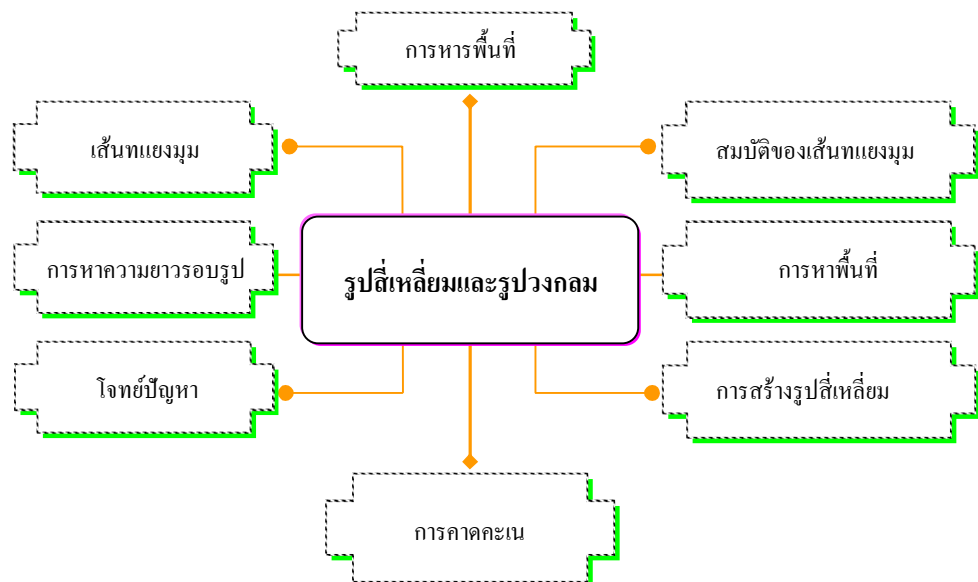 การหารพื้นที่
เส้นทแยงมุม
สมบัติของเส้นทแยงมุม
การหาความยาวรอบรูป
รูปสี่เหลี่ยมและรูปวงกลม
การหาพื้นที่
โจทย์ปัญหา
การสร้างรูปสี่เหลี่ยม
การคาดคะเน